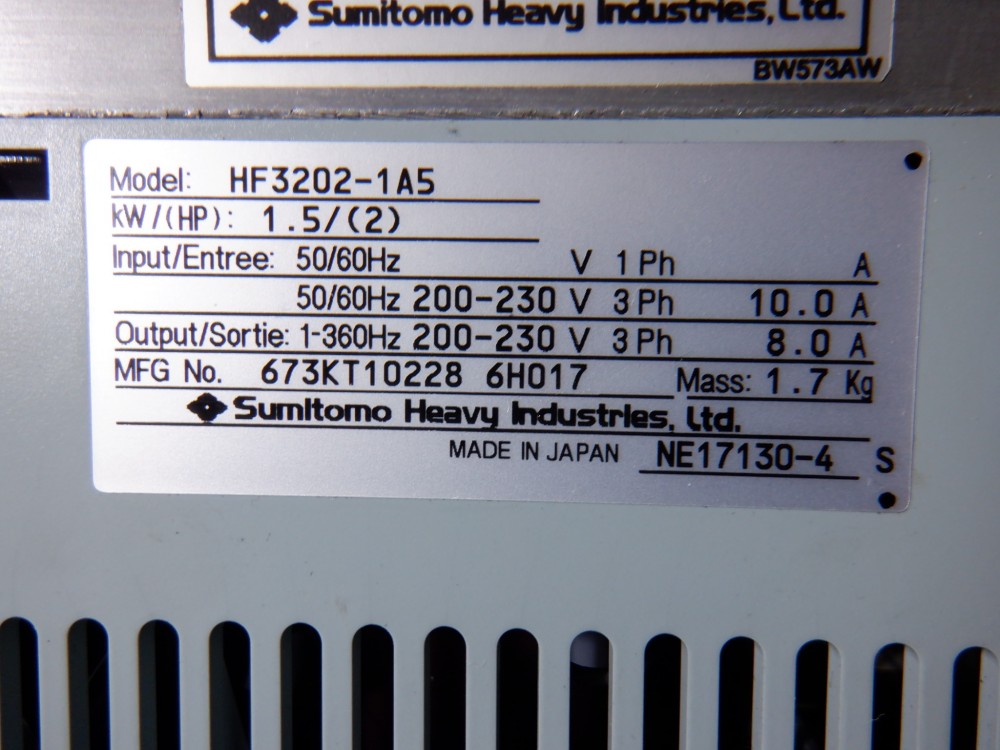 Sumitomo Heavy Industries, Ltd.
BW573AW
Model: HF3202-1A5
kW/(HP): 1.5/(2)
Input/Entree: 50/60Hz V 1 Ph A
50/60Hz 200-230 V 3 Ph 10.0 A
Output/Sortie: 1-360Hz 200-230 V 3 Ph 8.0 A
MFG No. 673KT10228 6H017 Mass: 1.7 Kg
Sumitomo Heavy Industries, Ltd.
MADE IN JAPAN NE17130-4 S